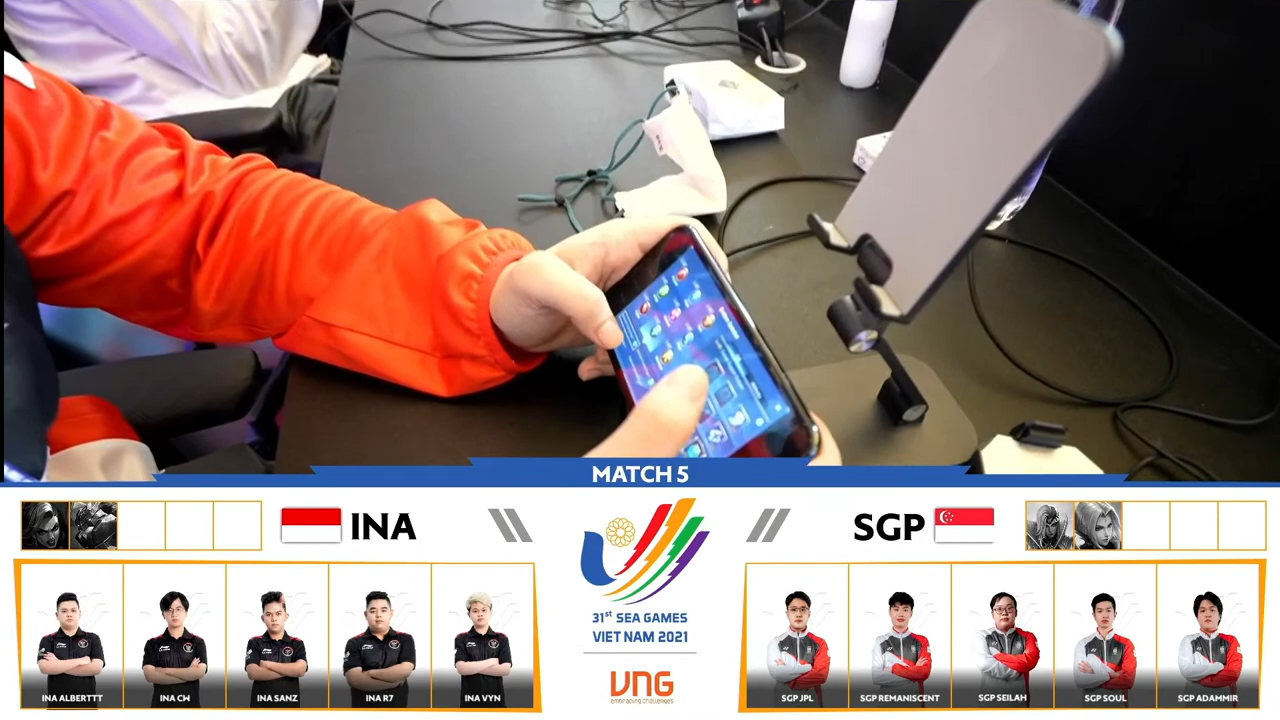 MATCH 5
INA
SGP
31st SEA GAMES
VIET NAM 2021
VNG
embracing challenges
INA ALBERTTT
INA CW
INA SANZ
INA R7
INA VYN
SGP JPL
SGP REMANISCENT
SGP SEILAH
SGP SOUL
SGP ADAMMIR